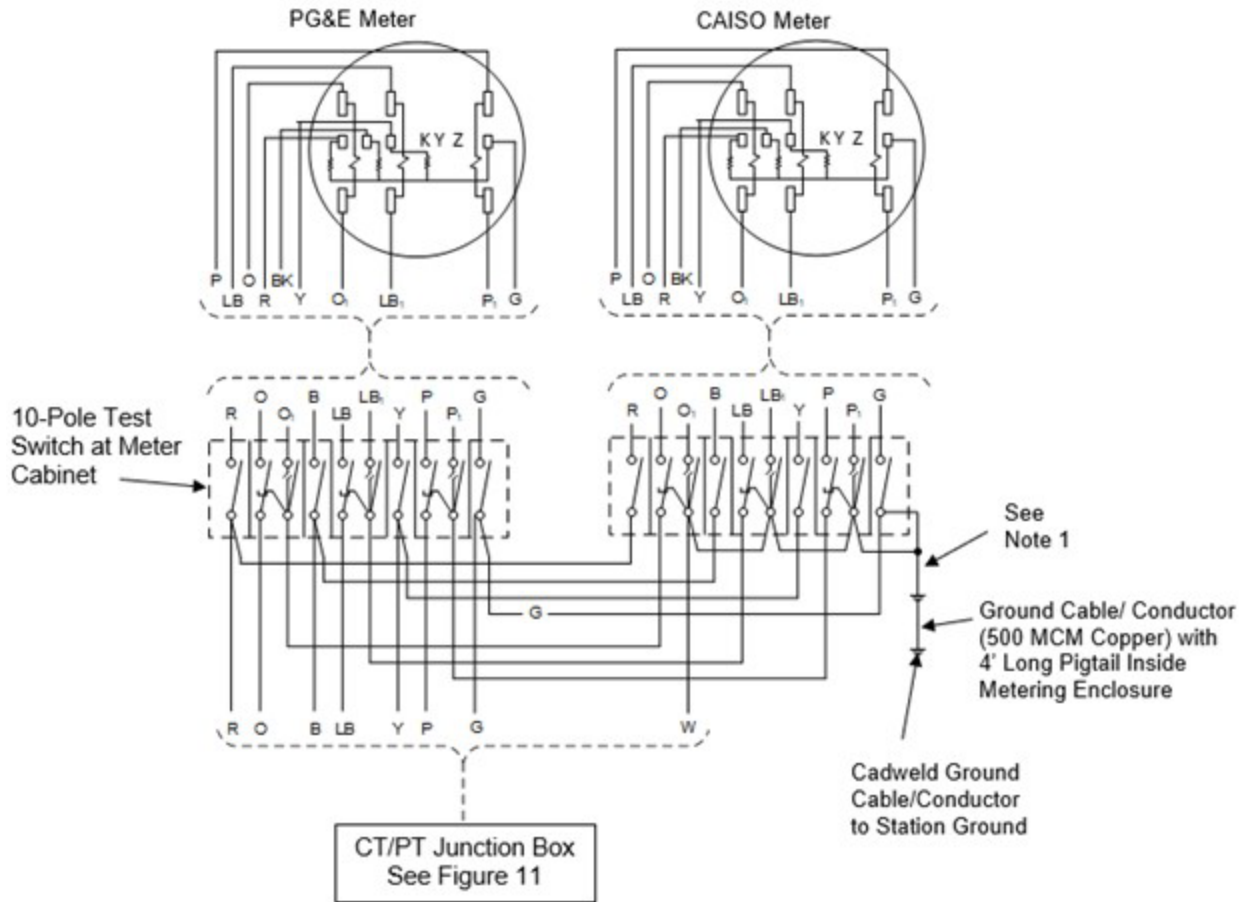 PG&E Meter
CAISO Meter
K Y Z
K Y Z
P O BK
LB R Y O₁ LB₁ P₁ G
P O BK
LB R Y O₁ LB₁ P₁ G
R O O₁ B LB LB₁ Y P P₁ G
R O O₁ B LB LB₁ Y P P₁ G
10-Pole Test
Switch at Meter
Cabinet
See
Note 1
G
Ground Cable/ Conductor
(500 MCM Copper) with
4' Long Pigtail Inside
Metering Enclosure
R O B LB Y P G W
Cadweld Ground
Cable/Conductor
to Station Ground
CT/PT Junction Box
See Figure 11